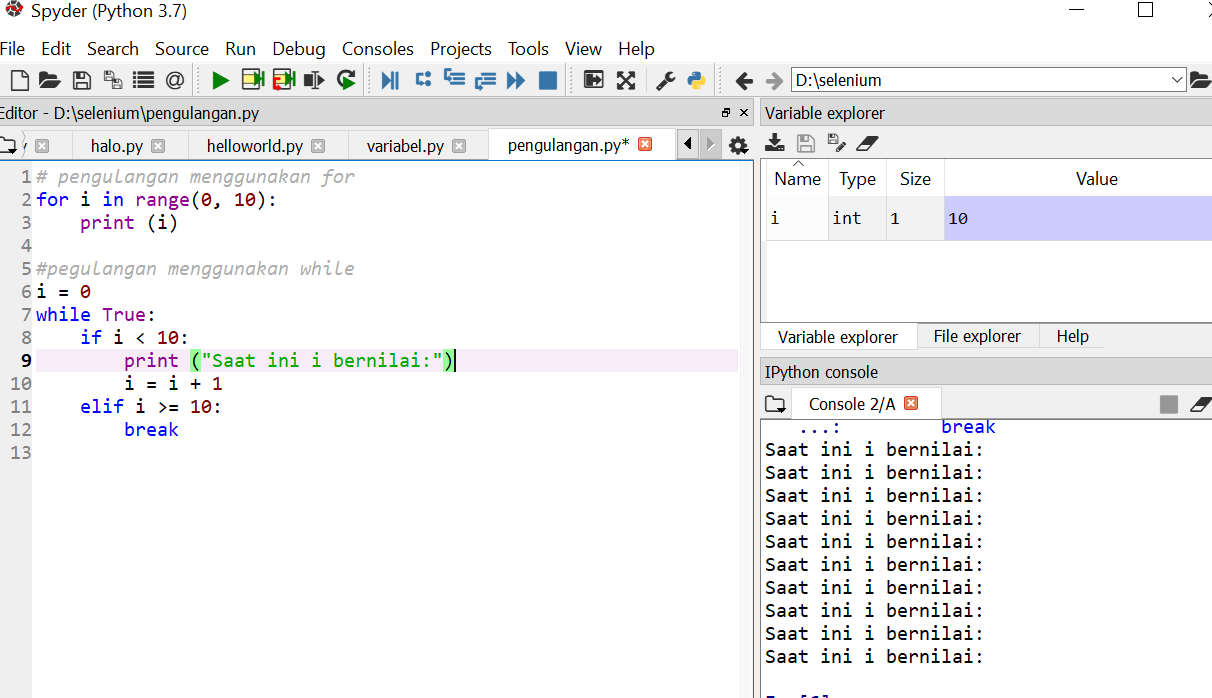 Spyder (Python 3.7)
File Edit Search Source Run Debug Consoles Projects Tools View Help
D:\selenium
Editor - D:\selenium\pengulangan.py
halo.py helloworld.py variabel.py pengulangan.py*
1 # pengulangan menggunakan for
2 for i in range(0, 10):
3     print (i)
4
5 #pegulangan menggunakan while
6 i = 0
7 while True:
8     if i < 10:
9         print ("Saat ini i bernilai:")
10         i = i + 1
11     elif i >= 10:
12         break
13
Variable explorer
Name Type Size Value
i int 1 10
Variable explorer File explorer Help
IPython console
Console 2/A
...: break
Saat ini i bernilai:
Saat ini i bernilai:
Saat ini i bernilai:
Saat ini i bernilai:
Saat ini i bernilai:
Saat ini i bernilai:
Saat ini i bernilai:
Saat ini i bernilai:
Saat ini i bernilai:
Saat ini i bernilai: